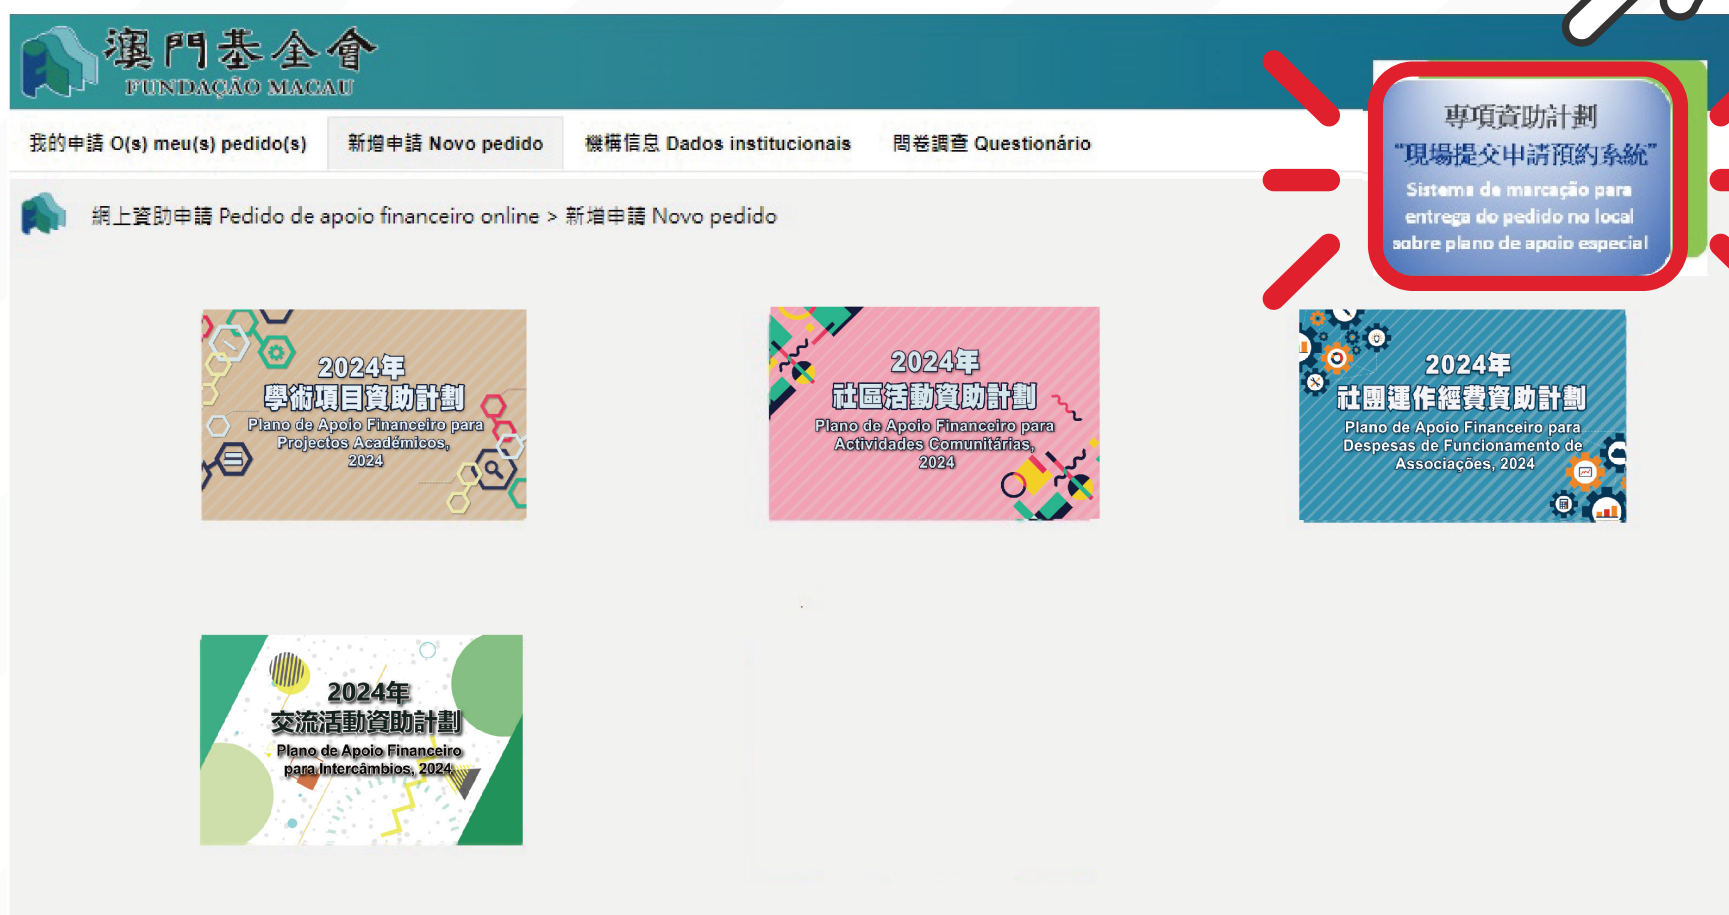 澳門基金會
FUNDAÇÃO MACAU
我的申請 O(s) meu(s) pedido(s)
新增申請 Novo pedido
機構信息 Dados institucionais
問卷調查 Questionário
專項資助計劃
“現場提交申請預約系統”
Sistema de marcação para
entrega do pedido no local
sobre plano de apoio especial
網上資助申請 Pedido de apoio financeiro online > 新增申請 Novo pedido
2024年
學術項目資助計劃
Plano de Apoio Financeiro para
Projectos Académicos,
2024
2024年
社區活動資助計劃
Plano de Apoio Financeiro para
Actividades Comunitárias,
2024
2024年
社團運作經費資助計劃
Plano de Apoio Financeiro para
Despesas de Funcionamento de
Associações, 2024
2024年
交流活動資助計劃
Plano de Apoio Financeiro
para Intercâmbios, 2024